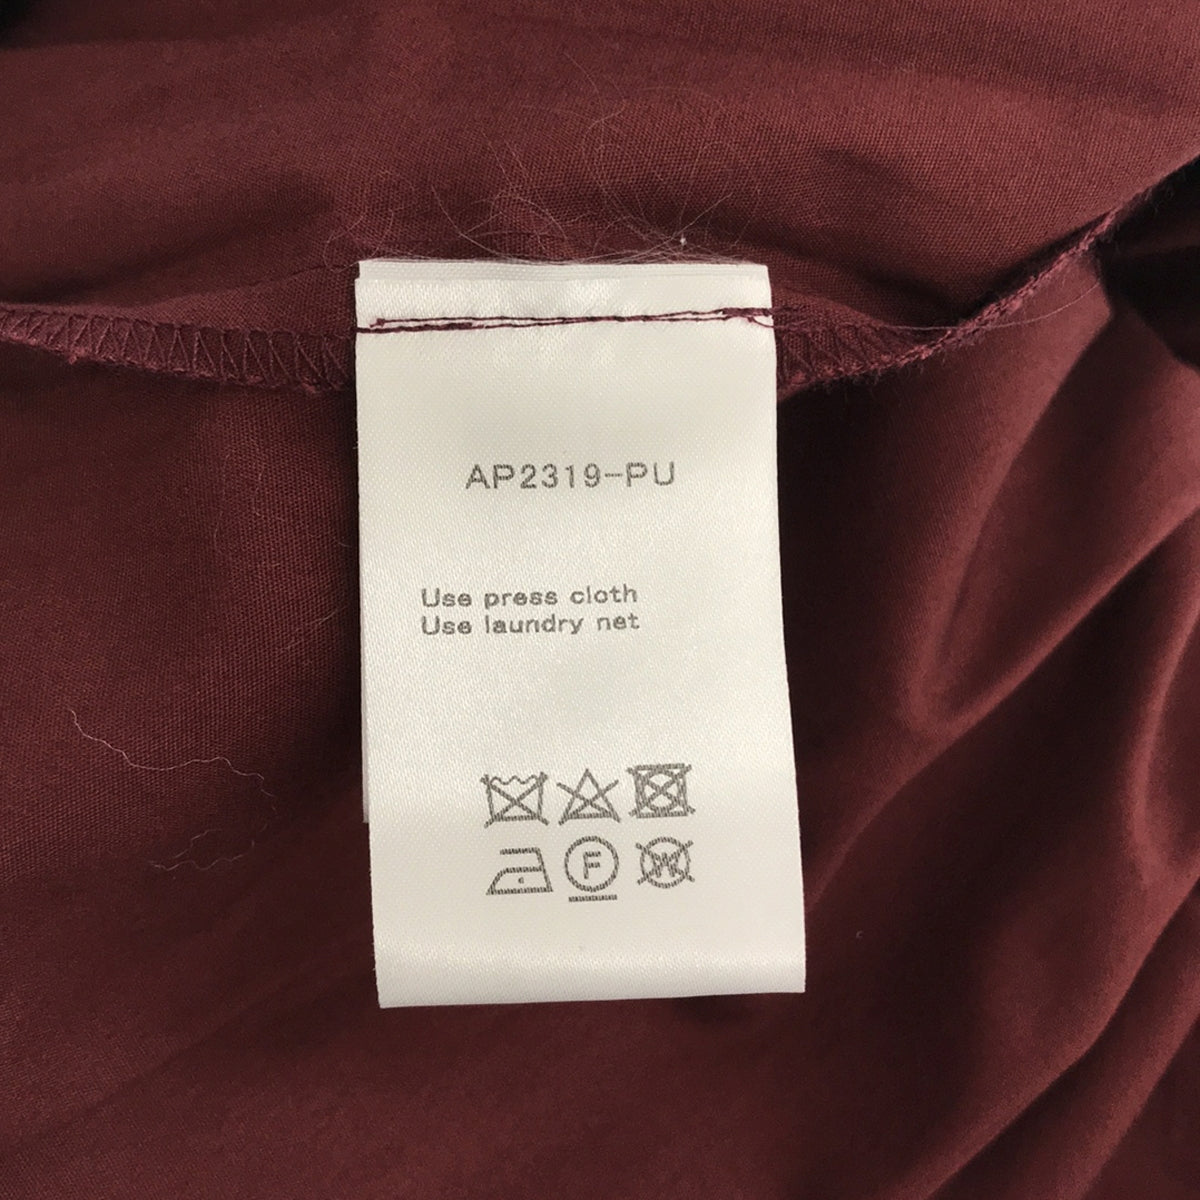 AP2319-PU
Use press cloth
Use laundry net
F W